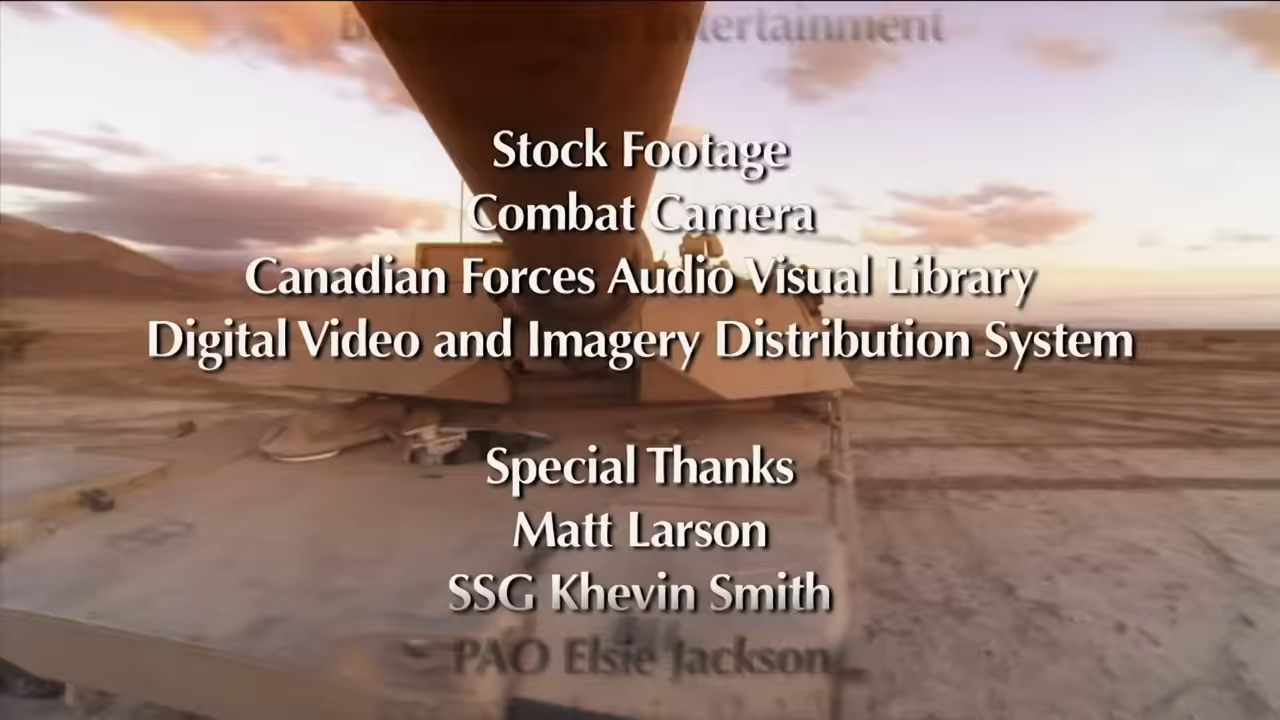 Entertainment
Stock Footage
Combat Camera
Canadian Forces Audio Visual Library
Digital Video and Imagery Distribution System
Special Thanks
Matt Larson
SSG Khevin Smith
PAO Elsie Jackson